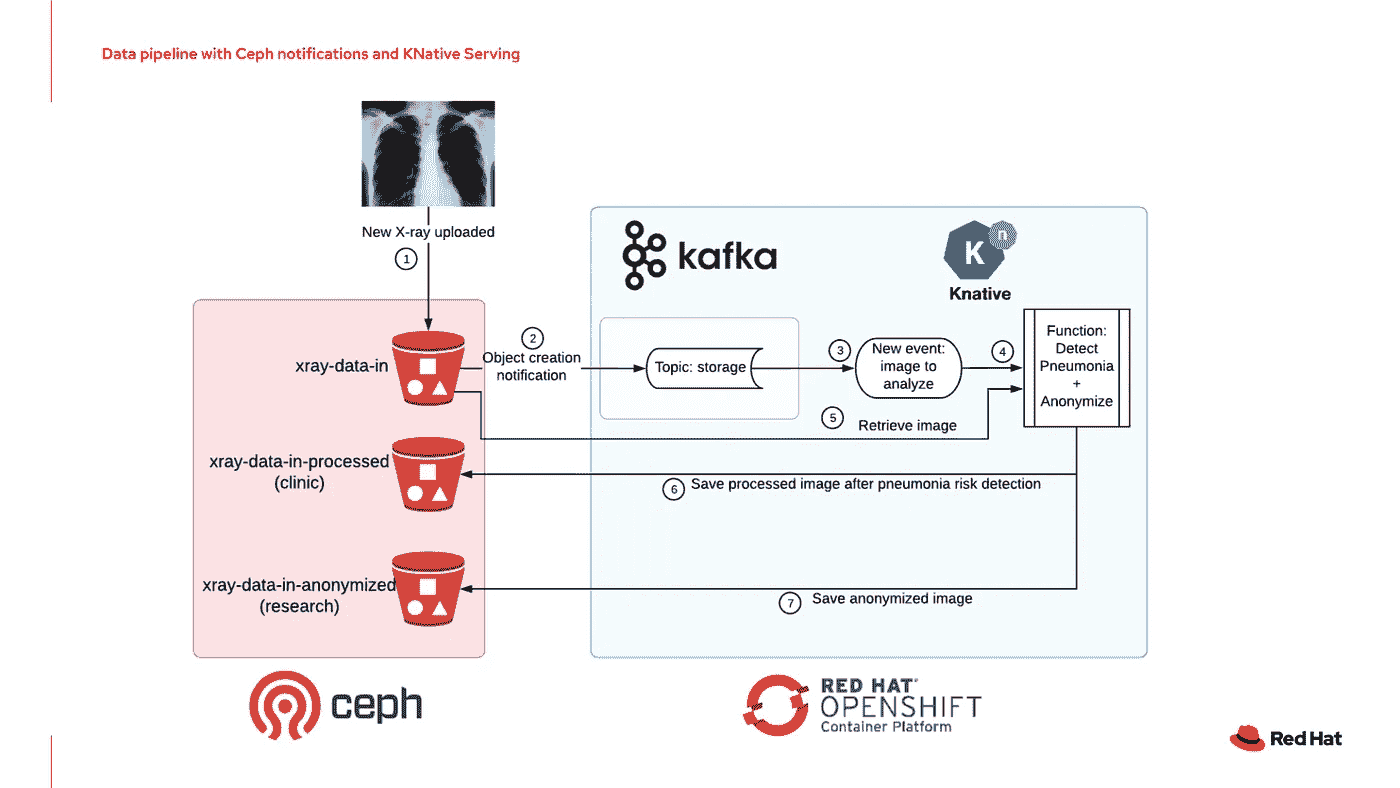 Data pipeline with Ceph notifications and KNative Serving
New X-ray uploaded
1
kafka
K
n
Knative
xray-data-in
2
Object creation
notification
Topic: storage
3
New event:
image to
analyze
4
Function:
Detect
Pneumonia
+
Anonymize
5
Retrieve image
xray-data-in-processed
(clinic)
6
Save processed image after pneumonia risk detection
xray-data-in-anonymized
(research)
7
Save anonymized image
ceph
RED HAT
OPENSHIFT
Container Platform
Red Hat